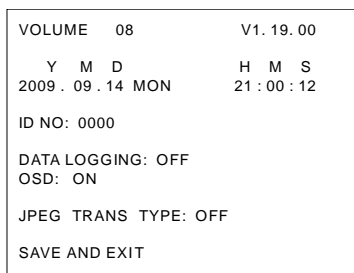 VOLUME 08 V1.19.00
Y M D H M S
2009 . 09 . 14 MON 21 : 00 : 12
ID NO: 0000
DATA LOGGING: OFF
OSD: ON
JPEG TRANS TYPE: OFF
SAVE AND EXIT